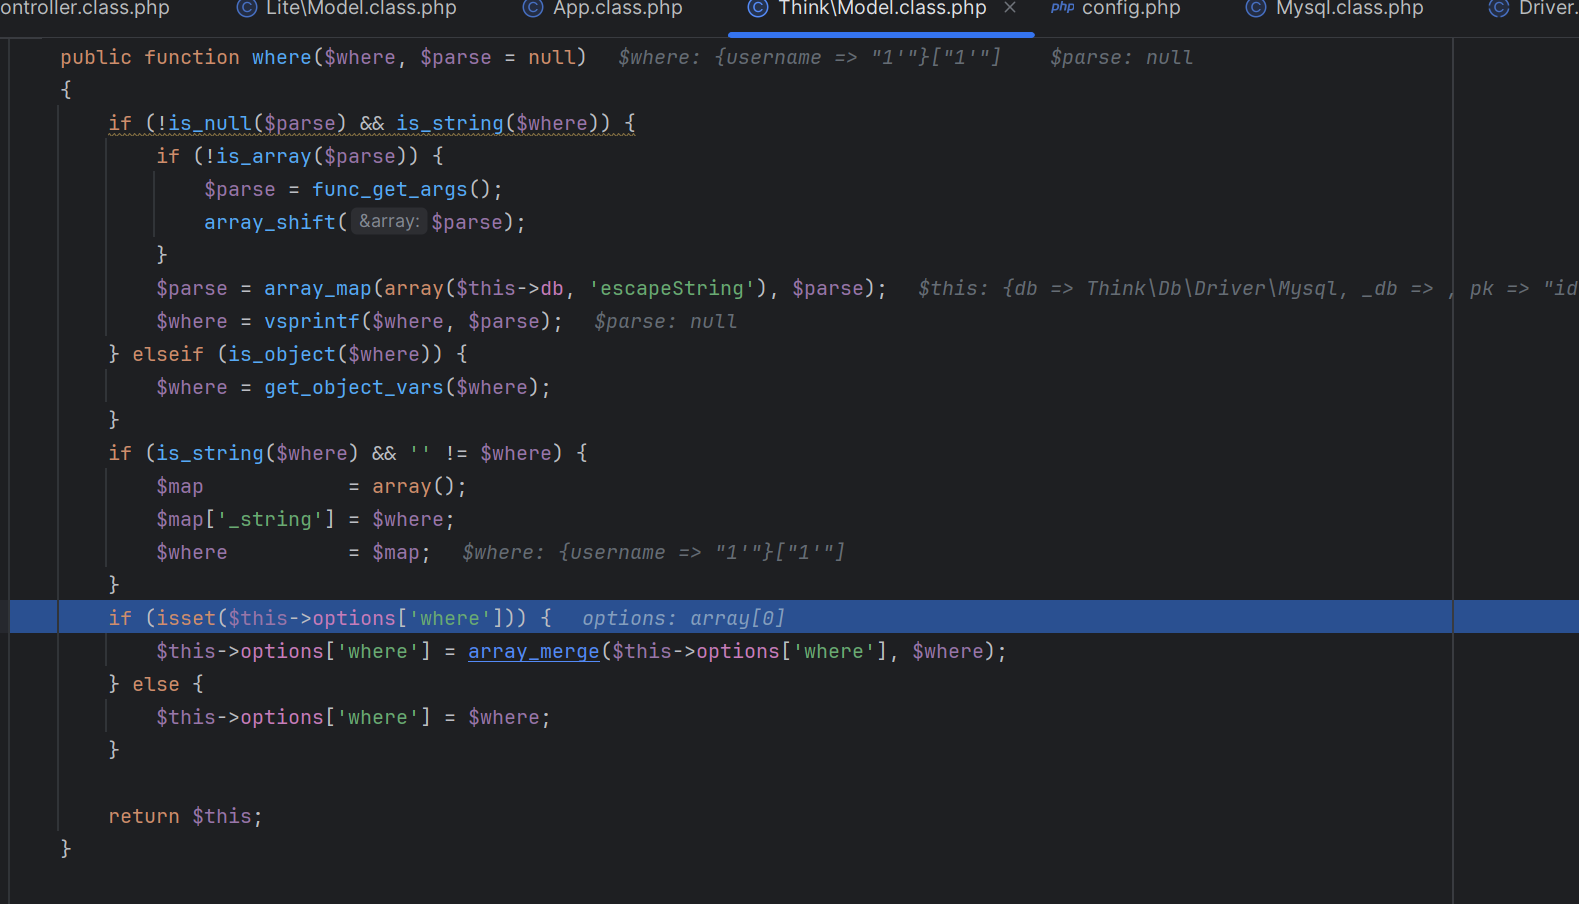 ontroller.class.php Lite\Model.class.php App.class.php Think\Model.class.php × php config.php Mysql.class.php Driver.
public function where($where, $parse = null) $where: {username => "1'"}["1'"] $parse: null
{
if (!is_null($parse) && is_string($where)) {
if (!is_array($parse)) {
$parse = func_get_args();
array_shift( &array: $parse);
}
$parse = array_map(array($this->db, 'escapeString'), $parse); $this: {db => Think\Db\Driver\Mysql, _db => , pk => "id
$where = vsprintf($where, $parse); $parse: null
} elseif (is_object($where)) {
$where = get_object_vars($where);
}
if (is_string($where) && '' != $where) {
$map = array();
$map['_string'] = $where;
$where = $map; $where: {username => "1'"}["1'"]
}
if (isset($this->options['where'])) { options: array[0]
$this->options['where'] = array_merge($this->options['where'], $where);
} else {
$this->options['where'] = $where;
}
return $this;
}